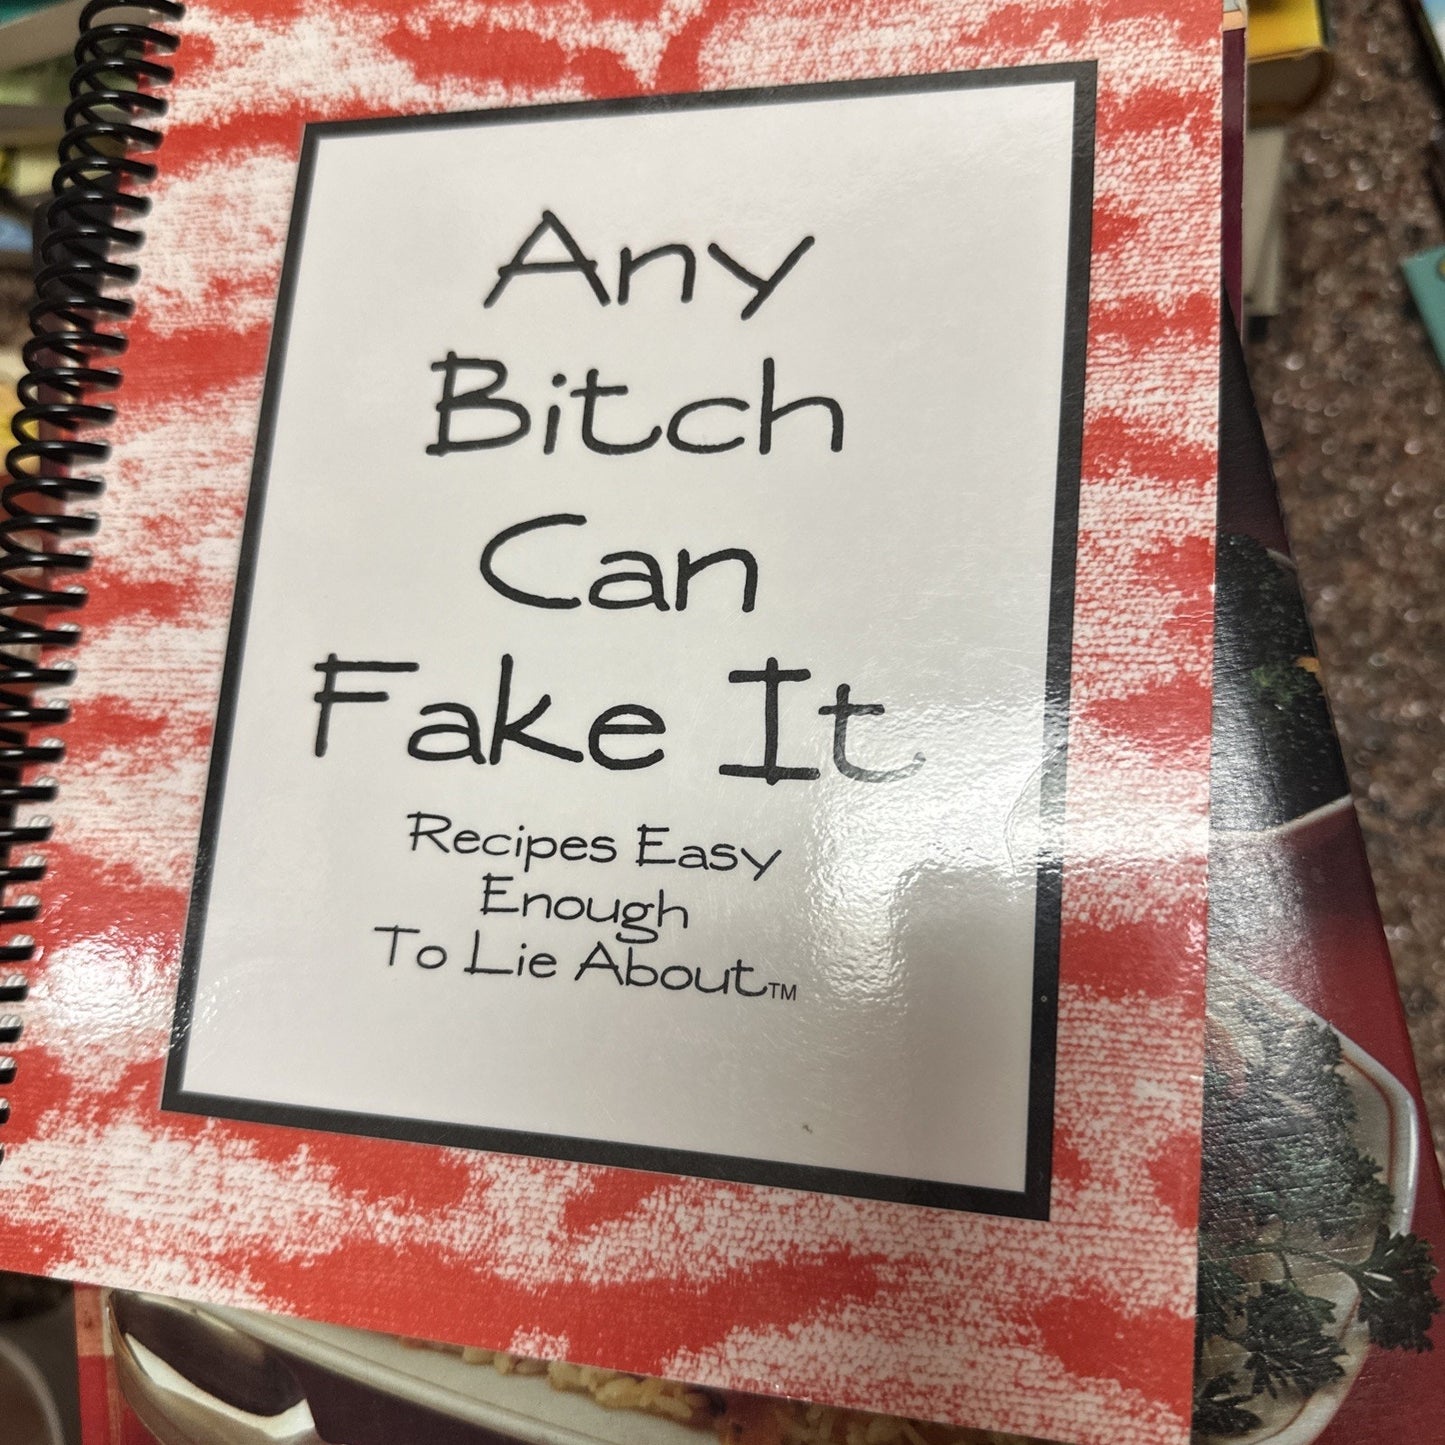 Any
Bitch
Can
Fake It
Recipes Easy
Enough
To Lie About™